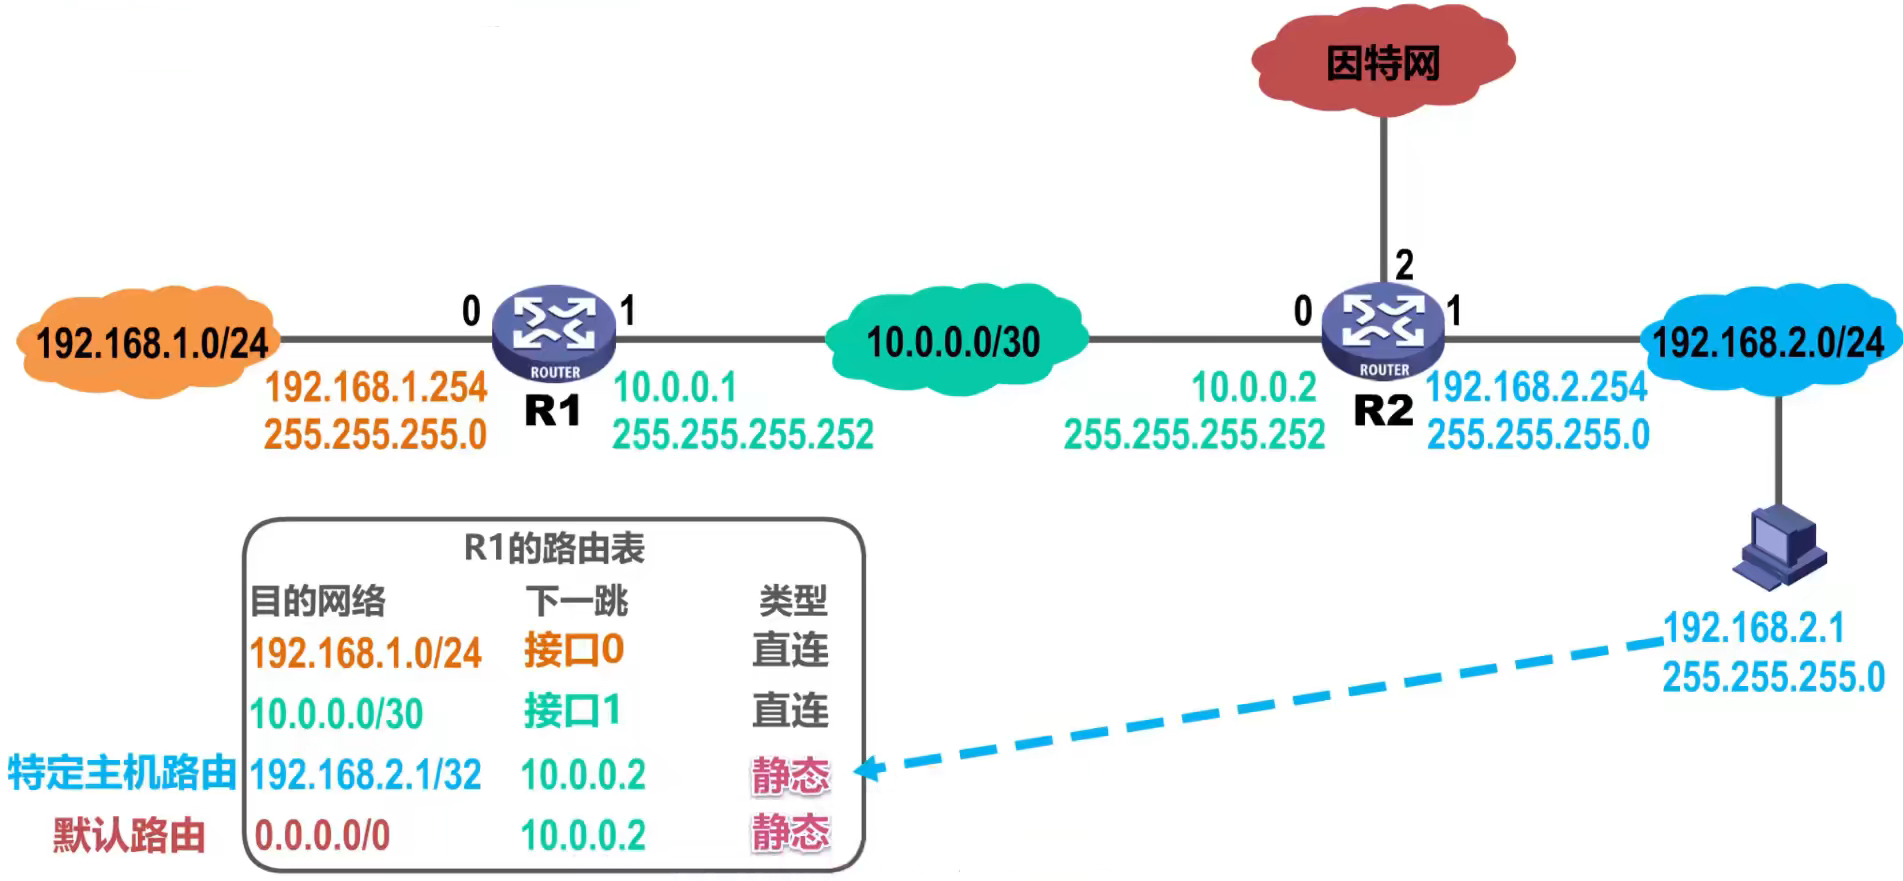 因特网
2
0
1
0
1
192.168.1.0/24
10.0.0.0/30
192.168.2.0/24
ROUTER
ROUTER
192.168.1.254
255.255.255.0
R1
10.0.0.1
255.255.255.252
10.0.0.2
255.255.255.252
R2
192.168.2.254
255.255.255.0
192.168.2.1
255.255.255.0
R1的路由表
目的网络 下一跳 类型
192.168.1.0/24 接口0 直连
10.0.0.0/30 接口1 直连
特定主机路由 192.168.2.1/32 10.0.0.2 静态
默认路由 0.0.0.0/0 10.0.0.2 静态